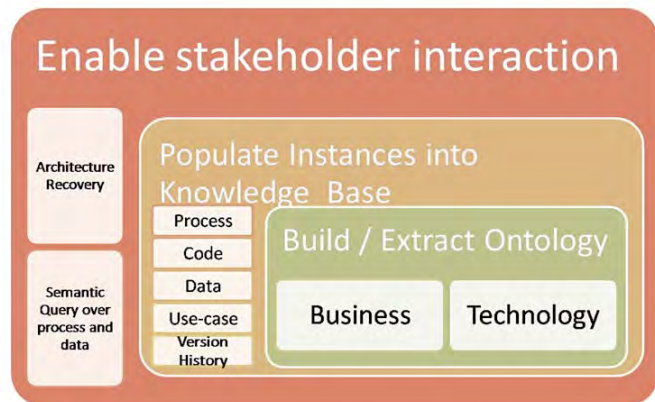 Enable stakeholder interaction
Architecture
Recovery
Semantic
Query over
process and
data
Populate Instances into
Knowledge Base
Process
Code
Data
Use-case
Version
History
Build / Extract Ontology
Business
Technology